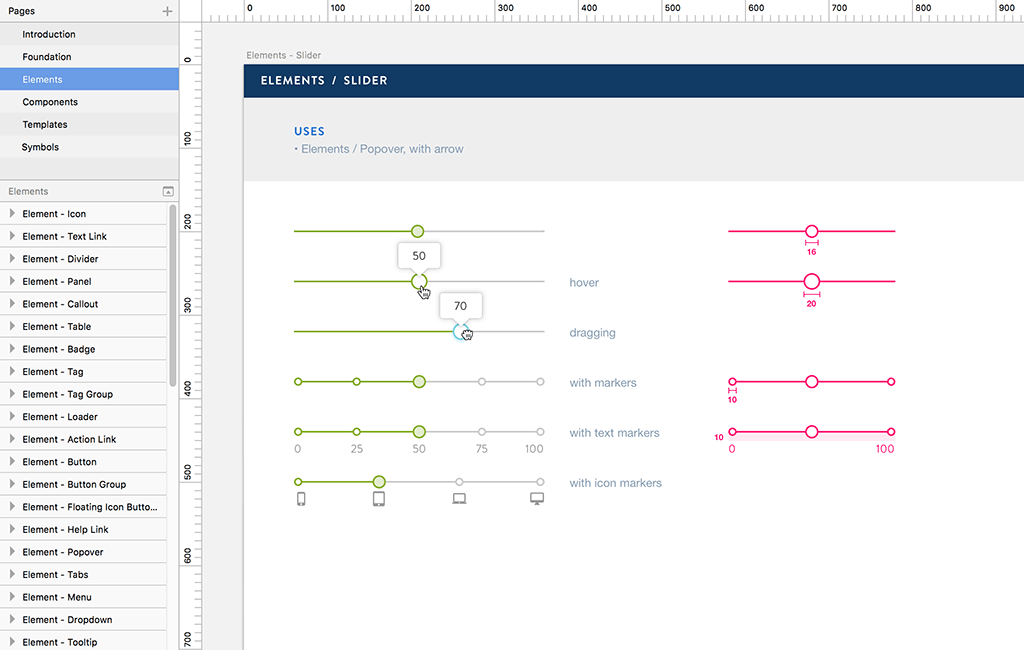 Pages
Introduction
Foundation
Elements
Components
Templates
Symbols
Elements
Element - Icon
Element - Text Link
Element - Divider
Element - Panel
Element - Callout
Element - Table
Element - Badge
Element - Tag
Element - Tag Group
Element - Loader
Element - Action Link
Element - Button
Element - Button Group
Element - Floating Icon Butto...
Element - Help Link
Element - Popover
Element - Tabs
Element - Menu
Element - Dropdown
Element - Tooltip
0 100 200 300 400 500 600 700 800 900
0
100
200
300
400
500
600
700
Elements - Slider
ELEMENTS / SLIDER
USES
• Elements / Popover, with arrow
16
50
hover
20
70
dragging
with markers
10
with text markers
10
0 25 50 75 100
0 100
with icon markers